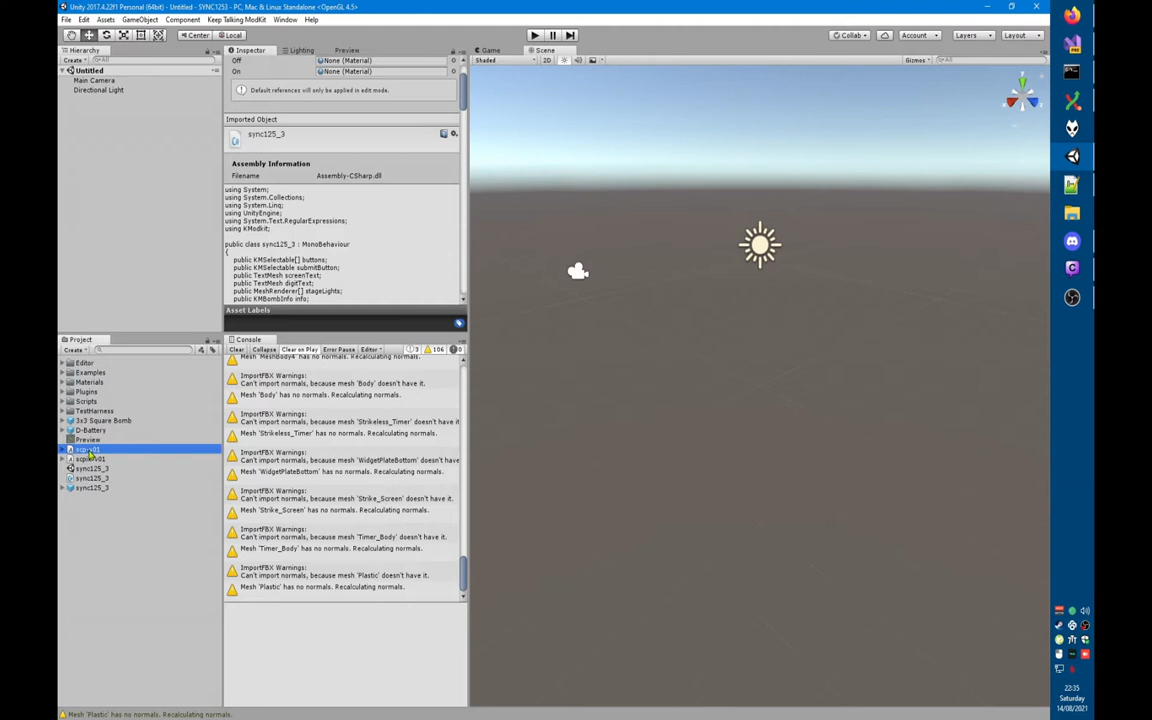 Unity 2017.4.22f1 Personal (64bit) - Untitled - SYNC1253 - PC, Mac & Linux Standalone <OpenGL 4.5>
File Edit Assets GameObject Component Keep Talking ModKit Window Help
Center Local Collab Account Layers Layout
Hierarchy
Create All
Untitled
Main Camera
Directional Light
Inspector Lighting Preview
Off None (Material)
On None (Material)
Default references will only be applied in edit mode.
Imported Object
sync125_3
Assembly Information
Filename Assembly-CSharp.dll
using System;
using System.Collections;
using System.Linq;
using UnityEngine;
using System.Text.RegularExpressions;
using KModkit;
public class sync125_3 : MonoBehaviour
{
public KMSelectable[] buttons;
public KMSelectable submitButton;
public TextMesh screenText;
public TextMesh digitText;
public MeshRenderer[] stageLights;
public KMBombInfo info;
Asset Labels
Game Scene
Shaded 2D Gizmos All
Project
Create
Editor
Examples
Materials
Plugins
Scripts
TestHarness
3x3 Square Bomb
D-Battery
Preview
sync125_3
sync125_3
sync125_3
Console
Clear Collapse Clear on Play Error Pause Editor 3 106 0
Mesh 'MeshBody4' has no normals. Recalculating normals.
ImportFBX Warnings:
Can't import normals, because mesh 'Body' doesn't have it.
Mesh 'Body' has no normals. Recalculating normals.
ImportFBX Warnings:
Can't import normals, because mesh 'Strikeless_Timer' doesn't have it
Mesh 'Strikeless_Timer' has no normals. Recalculating normals.
ImportFBX Warnings:
Can't import normals, because mesh 'WidgetPlateBottom' doesn't have
Mesh 'WidgetPlateBottom' has no normals. Recalculating normals.
ImportFBX Warnings:
Can't import normals, because mesh 'Strike_Screen' doesn't have it.
Mesh 'Strike_Screen' has no normals. Recalculating normals.
ImportFBX Warnings:
Can't import normals, because mesh 'Timer_Body' doesn't have it.
Mesh 'Timer_Body' has no normals. Recalculating normals.
ImportFBX Warnings:
Can't import normals, because mesh 'Plastic' doesn't have it.
Mesh 'Plastic' has no normals. Recalculating normals.
Mesh 'Plastic' has no normals. Recalculating normals.
22:35
Saturday
14/08/2021